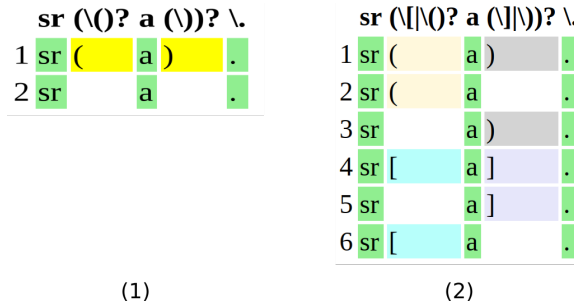 sr (\()? a (\))? \.
1 sr ( a ) .
2 sr a .
(1)
sr (\[|\()? a (\]|\))? \.
1 sr ( a ) .
2 sr ( a .
3 sr a ) .
4 sr [ a ] .
5 sr a ] .
6 sr [ a .
(2)